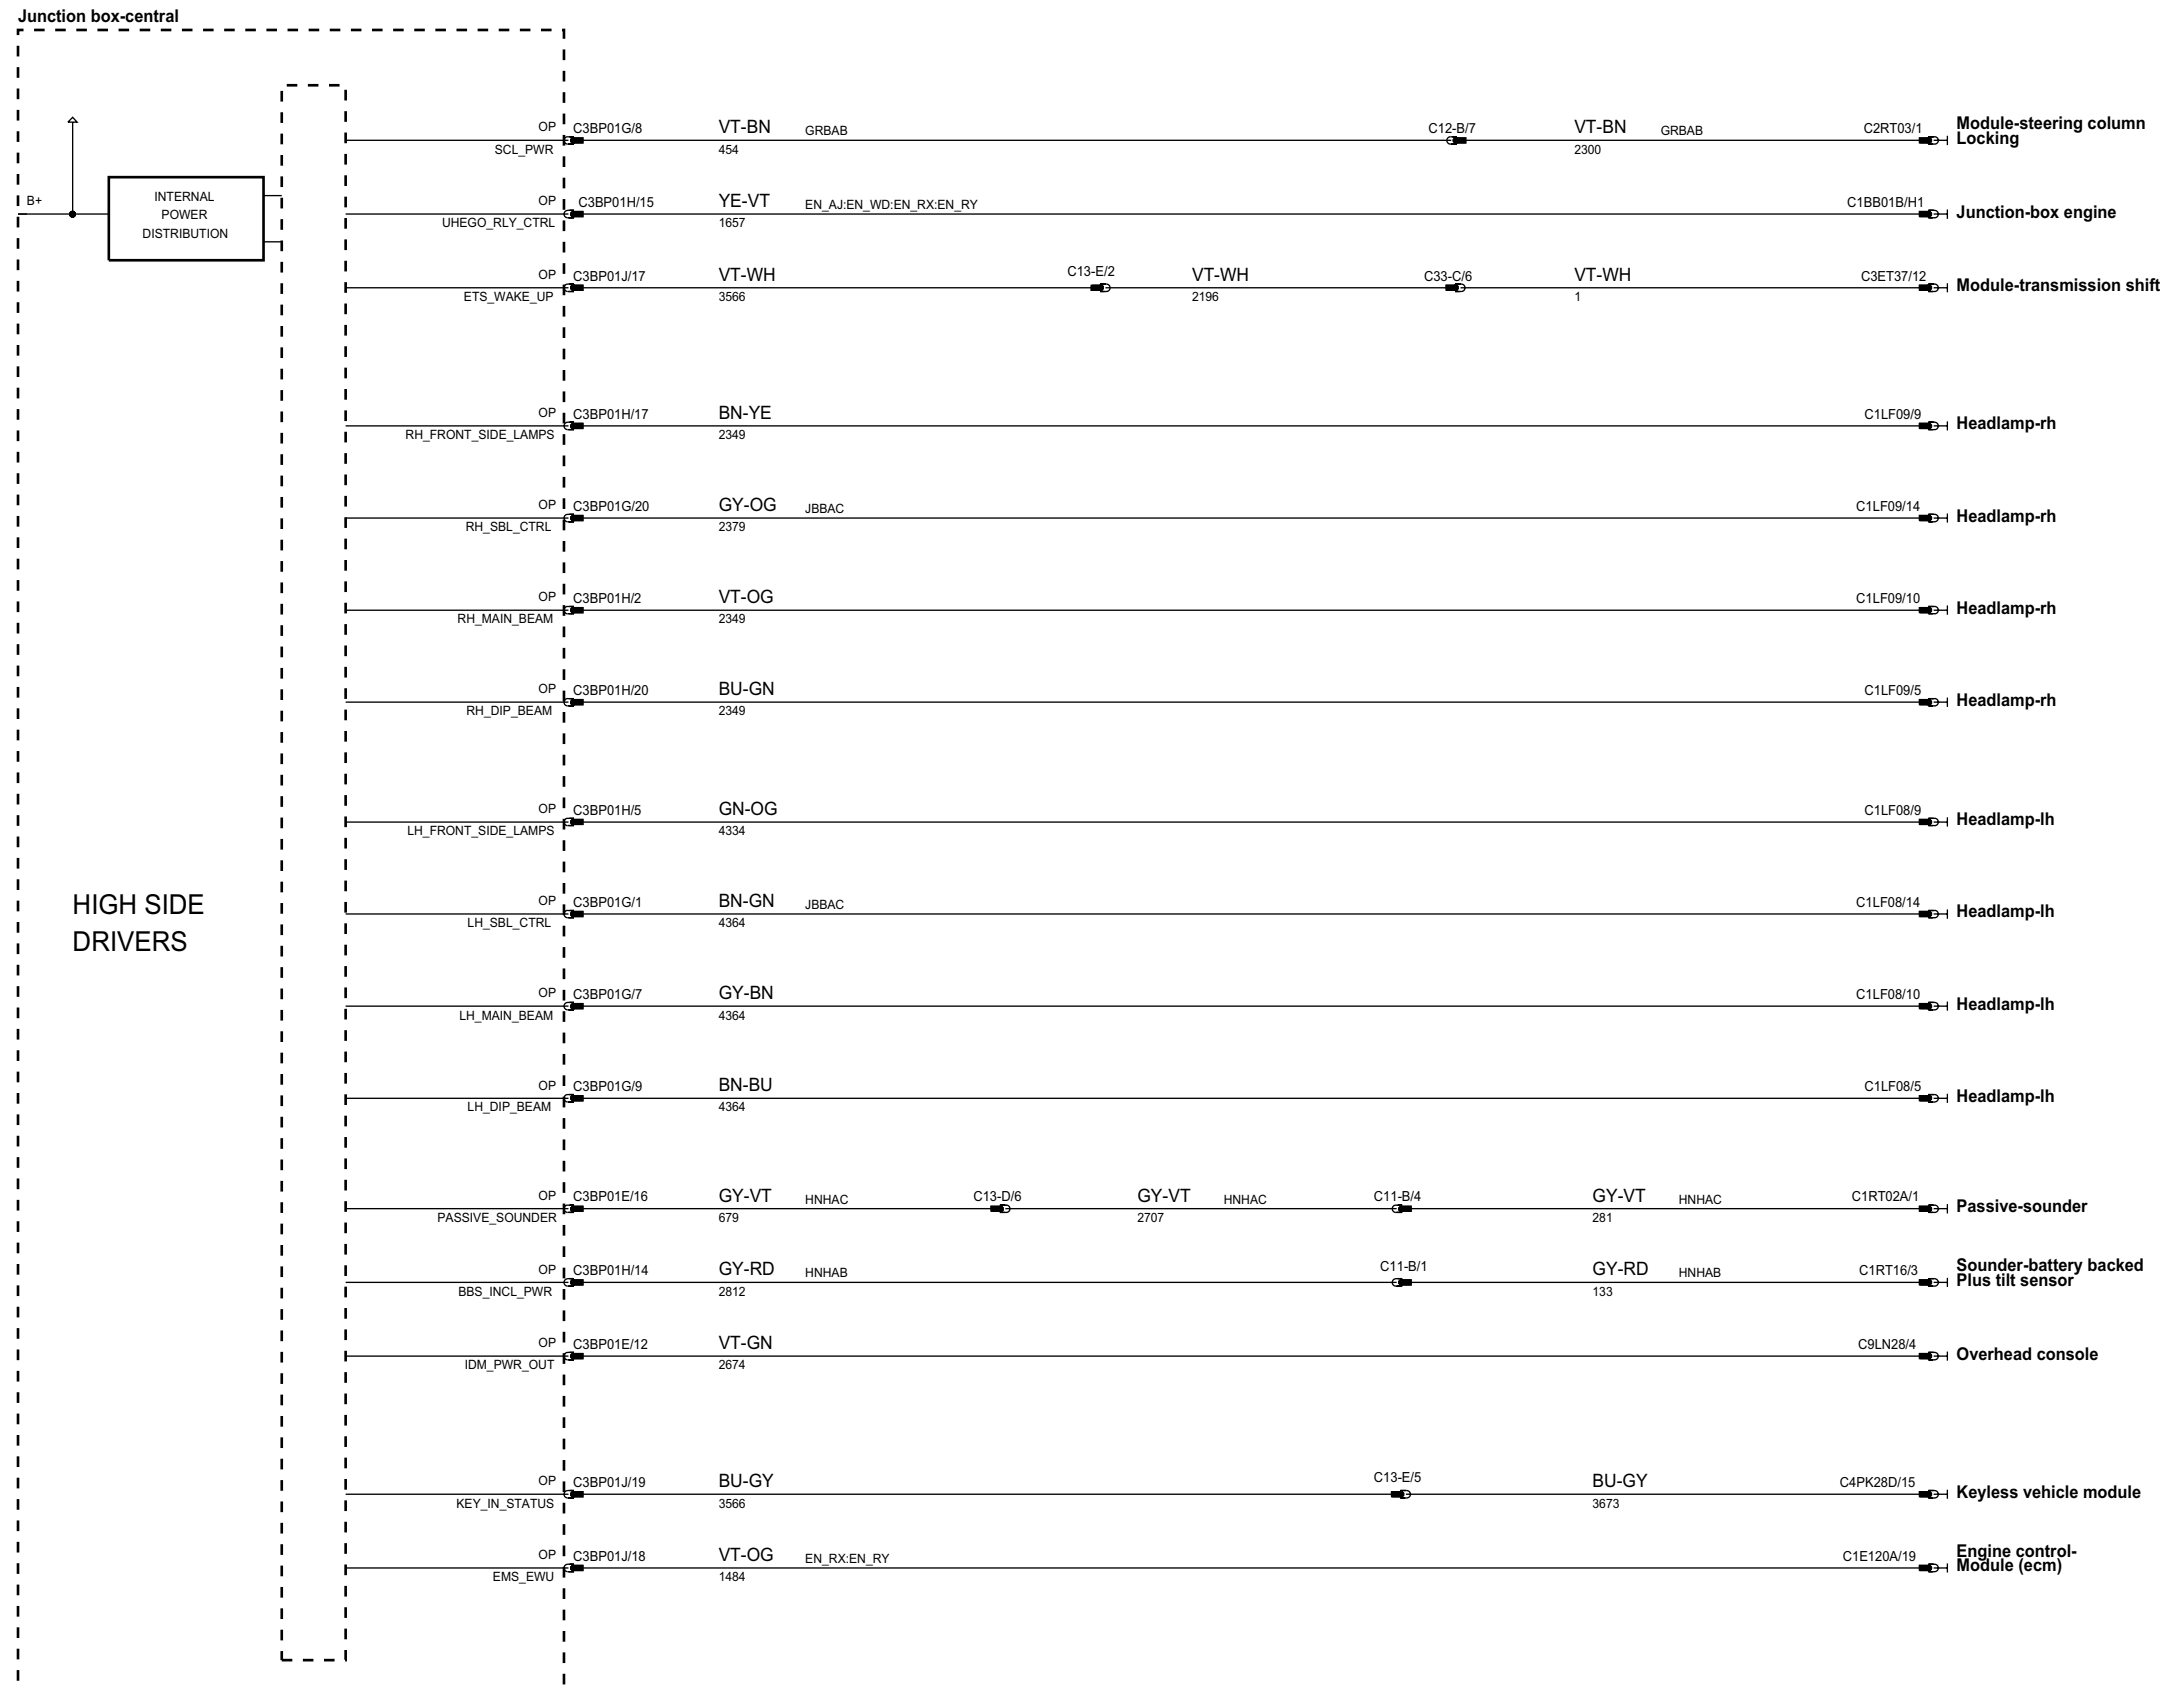 Junction box-central
OP C3BP01G/8 VT-BN GRBAB C12-B/7 VT-BN GRBAB C2RT03/1 Module-steering column
Locking
SCL_PWR 454 2300
B+
INTERNAL
POWER
DISTRIBUTION
OP C3BP01H/15 YE-VT EN_AJ:EN_WD:EN_RX:EN_RY C1BB01B/H1 Junction-box engine
UHEGO_RLY_CTRL 1657
OP C3BP01J/17 VT-WH C13-E/2 VT-WH C33-C/6 VT-WH C3ET37/12 Module-transmission shift
ETS_WAKE_UP 3566 2196 1
OP C3BP01H/17 BN-YE C1LF09/9 Headlamp-rh
RH_FRONT_SIDE_LAMPS 2349
OP C3BP01G/20 GY-OG JBBAC C1LF09/14 Headlamp-rh
RH_SBL_CTRL 2379
OP C3BP01H/2 VT-OG C1LF09/10 Headlamp-rh
RH_MAIN_BEAM 2349
OP C3BP01H/20 BU-GN C1LF09/5 Headlamp-rh
RH_DIP_BEAM 2349
OP C3BP01H/5 GN-OG C1LF08/9 Headlamp-lh
LH_FRONT_SIDE_LAMPS 4334
HIGH SIDE
DRIVERS
OP C3BP01G/1 BN-GN JBBAC C1LF08/14 Headlamp-lh
LH_SBL_CTRL 4364
OP C3BP01G/7 GY-BN C1LF08/10 Headlamp-lh
LH_MAIN_BEAM 4364
OP C3BP01G/9 BN-BU C1LF08/5 Headlamp-lh
LH_DIP_BEAM 4364
OP C3BP01E/16 GY-VT HNHAC C13-D/6 GY-VT HNHAC C11-B/4 GY-VT HNHAC C1RT02A/1 Passive-sounder
PASSIVE_SOUNDER 679 2707 281
OP C3BP01H/14 GY-RD HNHAB C11-B/1 GY-RD HNHAB C1RT16/3 Sounder-battery backed
Plus tilt sensor
BBS_INCL_PWR 2812 133
OP C3BP01E/12 VT-GN C9LN28/4 Overhead console
IDM_PWR_OUT 2674
OP C3BP01J/19 BU-GY C13-E/5 BU-GY C4PK28D/15 Keyless vehicle module
KEY_IN_STATUS 3566 3673
OP C3BP01J/18 VT-OG EN_RX:EN_RY C1E120A/19 Engine control-
Module (ecm)
EMS_EWU 1484